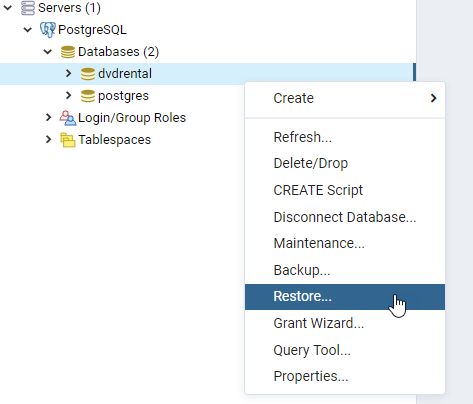 Servers (1)
PostgreSQL
Databases (2)
dvdrental
postgres
Login/Group Roles
Tablespaces
Create
Refresh...
Delete/Drop
CREATE Script
Disconnect Database...
Maintenance...
Backup...
Restore...
Grant Wizard...
Query Tool...
Properties...